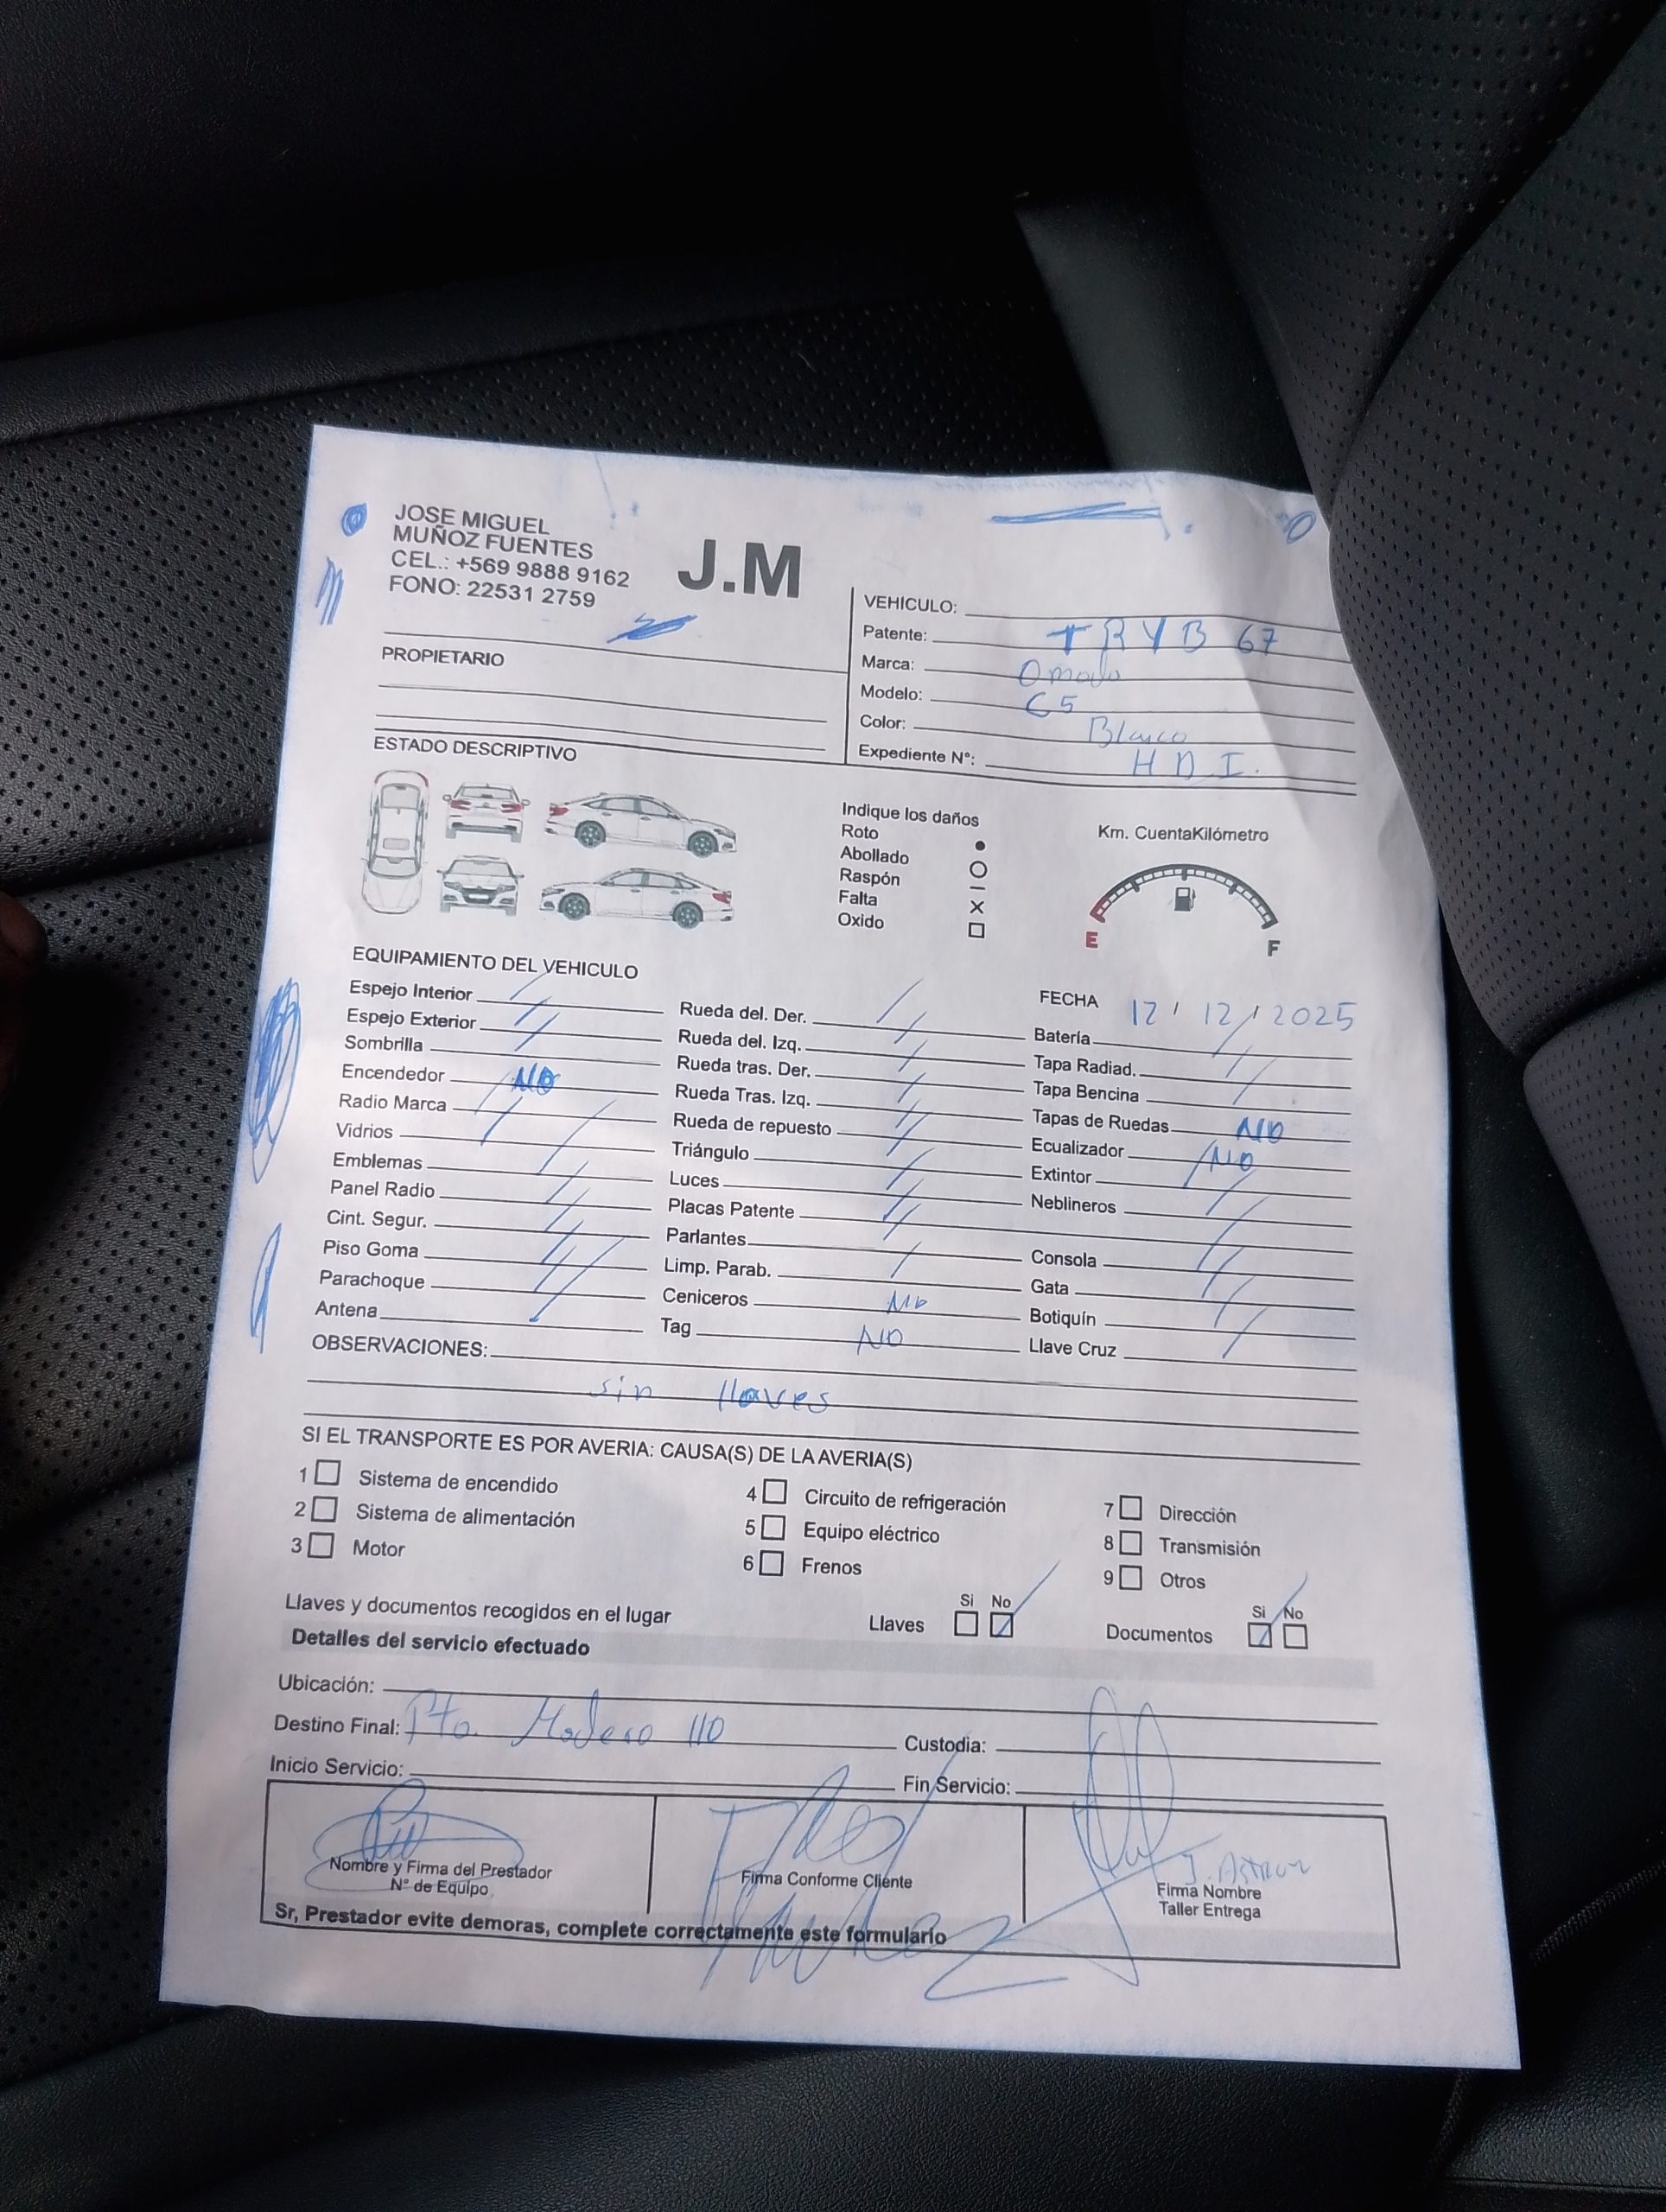 JOSE MIGUEL
MUÑOZ FUENTES
CEL.: +569 9888 9162
FONO: 22531 2759
J.M
PROPIETARIO
VEHICULO:
Patente: TRYB 67
Marca: Omoda
Modelo: C5
Color: Blanco
Expediente N°: H D I.
ESTADO DESCRIPTIVO
Indique los daños
Roto ●
Abollado ○
Raspón –
Falta X
Oxido □
Km. CuentaKilómetro
E F
EQUIPAMIENTO DEL VEHICULO
Espejo Interior
Espejo Exterior
Sombrilla
Encendedor NO
Radio Marca
Vidrios
Emblemas
Panel Radio
Cint. Segur.
Piso Goma
Parachoque
Antena
Rueda del. Der.
Rueda del. Izq.
Rueda tras. Der.
Rueda Tras. Izq.
Rueda de repuesto
Triángulo
Luces
Placas Patente
Parlantes
Limp. Parab.
Ceniceros NO
Tag NO
FECHA 12 / 12 / 2025
Batería
Tapa Radiad.
Tapa Bencina
Tapas de Ruedas NO
Ecualizador NO
Extintor
Neblineros
Consola
Gata
Botiquín
Llave Cruz
OBSERVACIONES:
sin llaves
SI EL TRANSPORTE ES POR AVERIA: CAUSA(S) DE LA AVERIA(S)
1 Sistema de encendido
2 Sistema de alimentación
3 Motor
4 Circuito de refrigeración
5 Equipo eléctrico
6 Frenos
7 Dirección
8 Transmisión
9 Otros
Llaves y documentos recogidos en el lugar
Llaves Si No
Documentos Si No
Detalles del servicio efectuado
Ubicación:
Destino Final: Pto. Madero 110
Custodia:
Inicio Servicio:
Fin Servicio:
Nombre y Firma del Prestador
N° de Equipo
Firma Conforme Cliente
Firma Nombre
Taller Entrega
Sr, Prestador evite demoras, complete correctamente este formulario